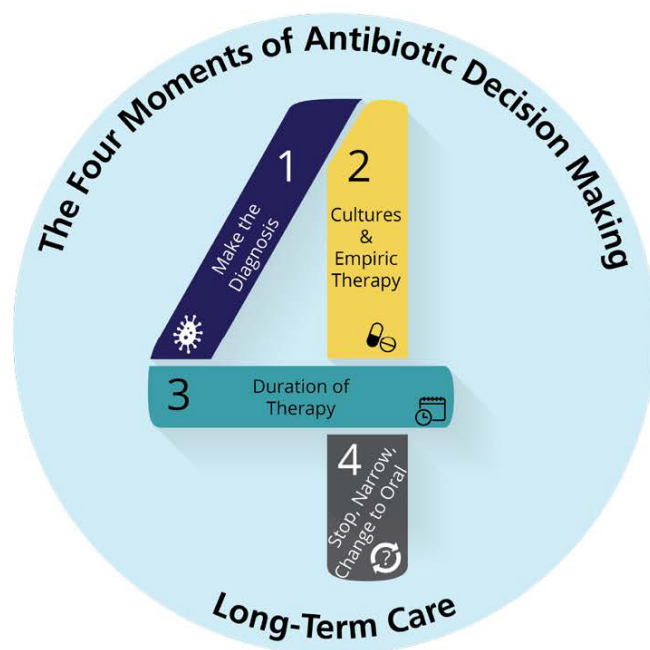 The Four Moments of Antibiotic Decision Making
1
Make the
Diagnosis
2
Cultures
&
Empiric
Therapy
3
Duration of
Therapy
4
Stop, Narrow,
Change to Oral
?
Long-Term Care